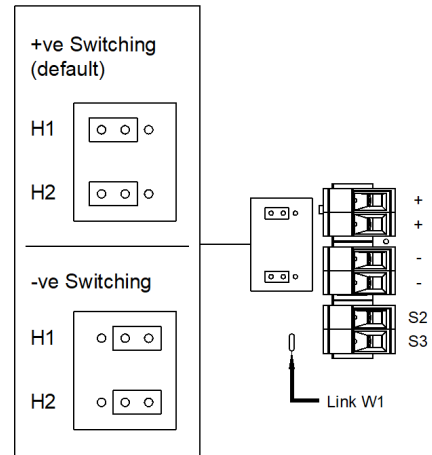 +ve Switching
(default)
H1
H2
-ve Switching
H1
H2
+
+
-
-
S2
S3
Link W1